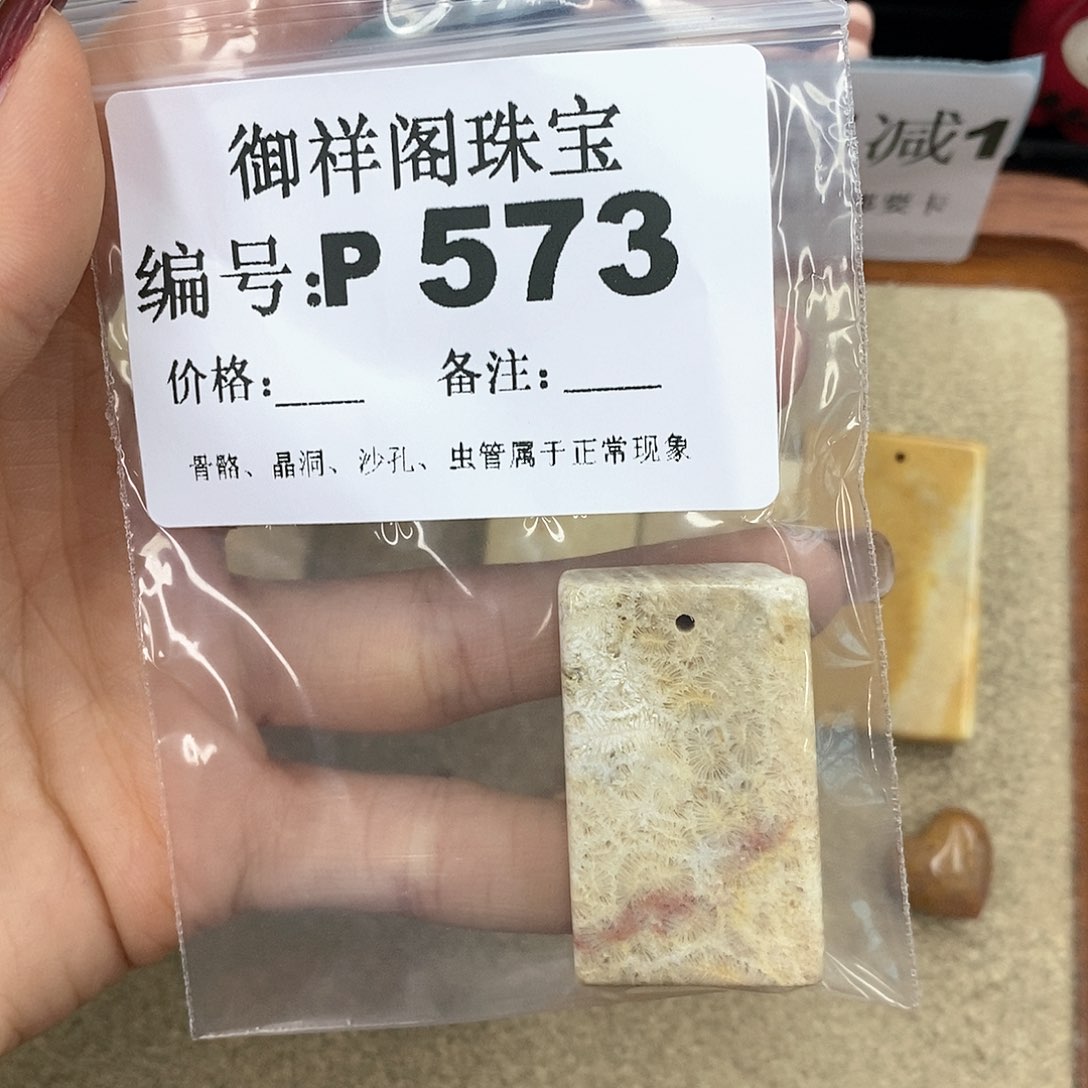 御祥阁珠宝
编号:P 573
价格:____ 备注:____
骨骼、晶洞、沙孔、虫管属于正常现象
减1